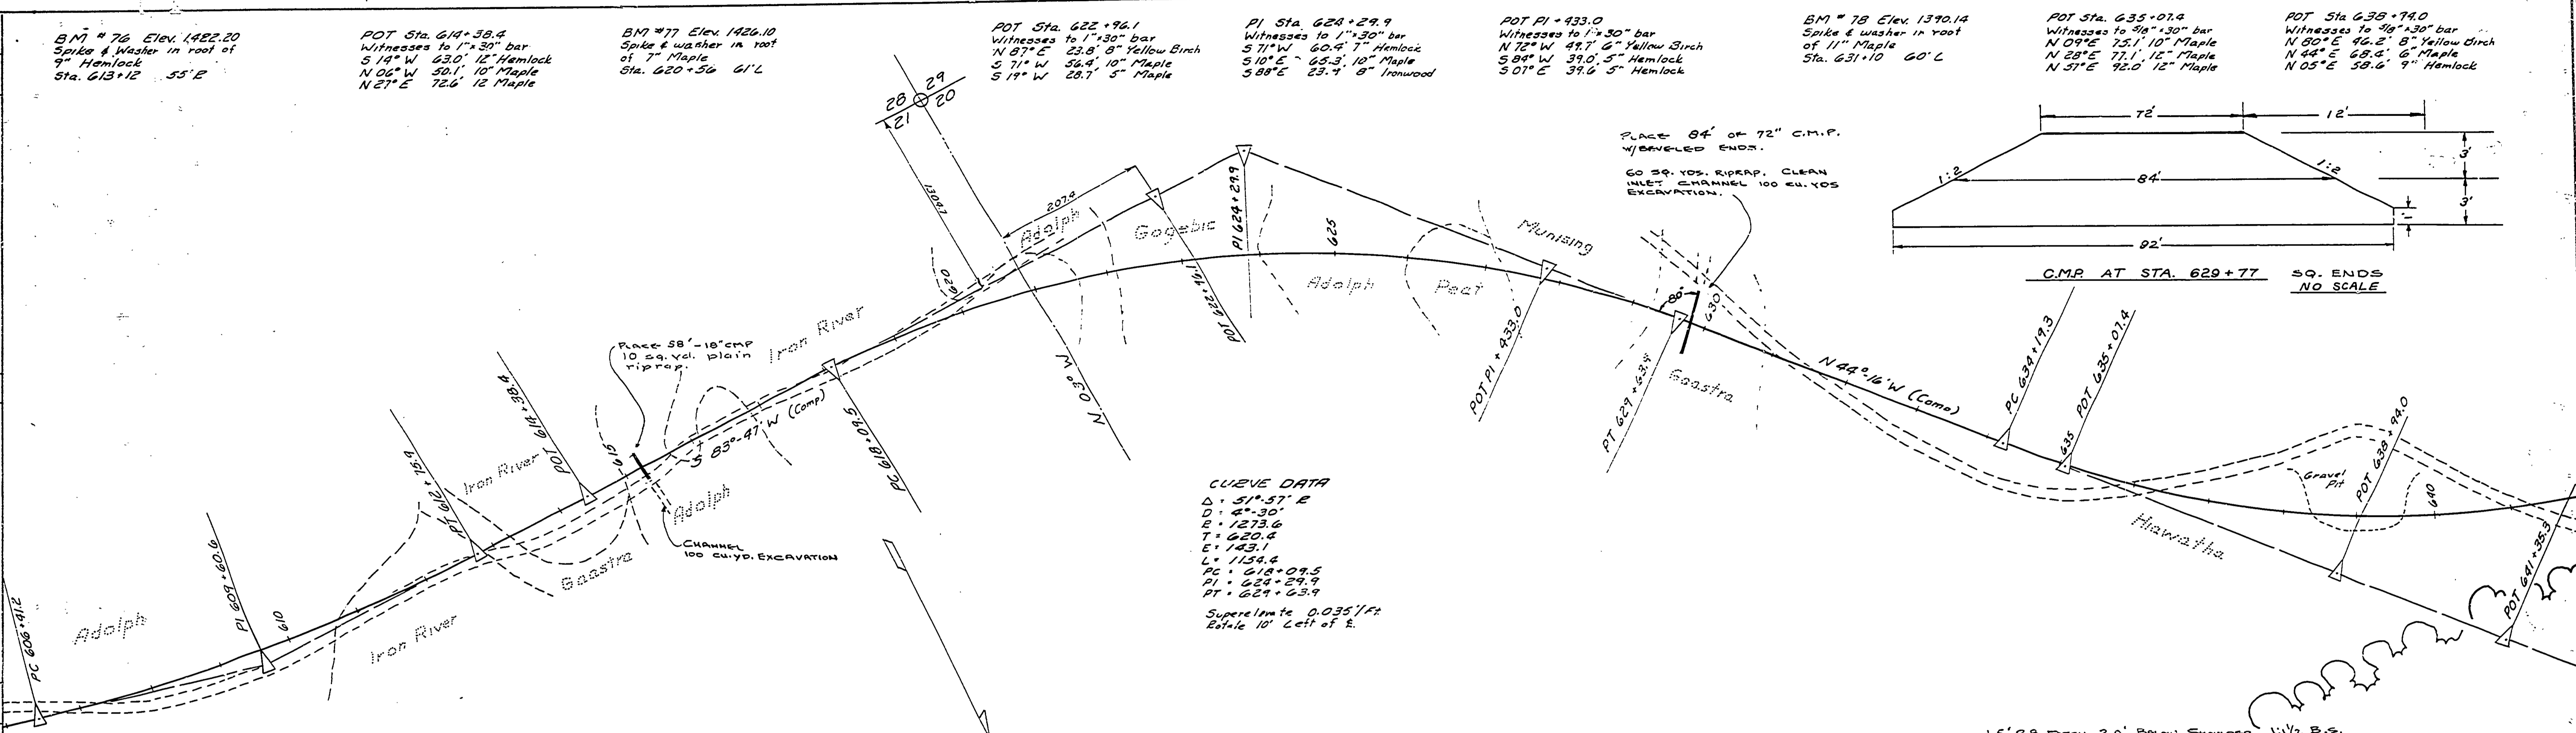 BM #76 Elev. 1,422.20
Spike & Washer in root of
9" Hemlock
Sta. 613+12 55' R
POT Sta. 614+38.4
Witnesses to 1"x30" bar
S 14° W 63.0' 12" Hemlock
N 06° W 50.1' 10" Maple
N 27° E 72.6' 12 Maple
BM #77 Elev. 1426.10
Spike & washer in root
of 7" Maple
Sta. 620+56 61' L
POT Sta. 622+96.1
Witnesses to 1"x30" bar
N 87° E 23.8' 8" Yellow Birch
S 71° W 56.4' 10" Maple
S 19° W 28.7' 5" Maple
PI Sta 624+29.9
Witnesses to 1"x30" bar
S 71° W 60.4' 7" Hemlock
S 10° E 65.3' 10" Maple
S 88° E 23.4' 8" Ironwood
POT PI+433.0
Witnesses to 1"x30" bar
N 72° W 49.7' 6" Yellow Birch
S 84° W 39.0' 5" Hemlock
S 07° E 39.6' 5" Hemlock
BM #78 Elev. 1390.14
Spike & washer in root
of 11" Maple
Sta. 631+10 60' L
POT Sta. 635+07.4
Witnesses to 5/8"x30" bar
N 09° E 75.1' 10" Maple
N 28° E 77.1' 12" Maple
N 57° E 92.0' 12" Maple
POT Sta 638+94.0
Witnesses to 5/8"x30" bar
N 80° E 46.2' 8" Yellow Birch
N 44° E 68.4' 6" Maple
N 05° E 58.6' 9" Hemlock
28 29
21 20
1304.7
207.4
PLACE 84' OF 72" C.M.P.
W/BEVELED ENDS.
60 SQ. YDS. RIPRAP. CLEAN
INLET CHANNEL 100 CU. YDS
EXCAVATION.
72'
12'
1:2
84'
1:2
3'
3'
1'
92'
C.M.P. AT STA. 629+77 SQ. ENDS
NO SCALE
Adolph
Gogebic
PI 624+29.9
625
Munising
620
Adolph
Peat
POT 622+96.1
80°
630
Iron River
PLACE 58'-18" CMP
10 sq. yd. plain
riprap.
N 03° W
POT PI+433.0
PT 629+63.9
Gaastra
N 44°-16' W (Comp)
PC 634+19.3
POT 635+07.4
635
POT 638+94.0
Gravel
Pit
640
Hiawatha
POT 641+35.3
POT 614+38.4
615
S 83°-47' W (Comp)
PC 618+09.5
PT 612+75.9
Iron River
Adolph
CHANNEL
100 CU. YD. EXCAVATION
Gaastra
CURVE DATA
Δ = 51°-57' R
D = 4°-30'
R = 1273.6
T = 620.4
E = 143.1
L = 1154.4
PC = 618+09.5
PI = 624+29.9
PT = 629+63.9
Superelevate 0.035'/Ft.
Rotate 10' Left of ℄
PC 606+41.2
Adolph
PI 609+60.6
610
Iron River